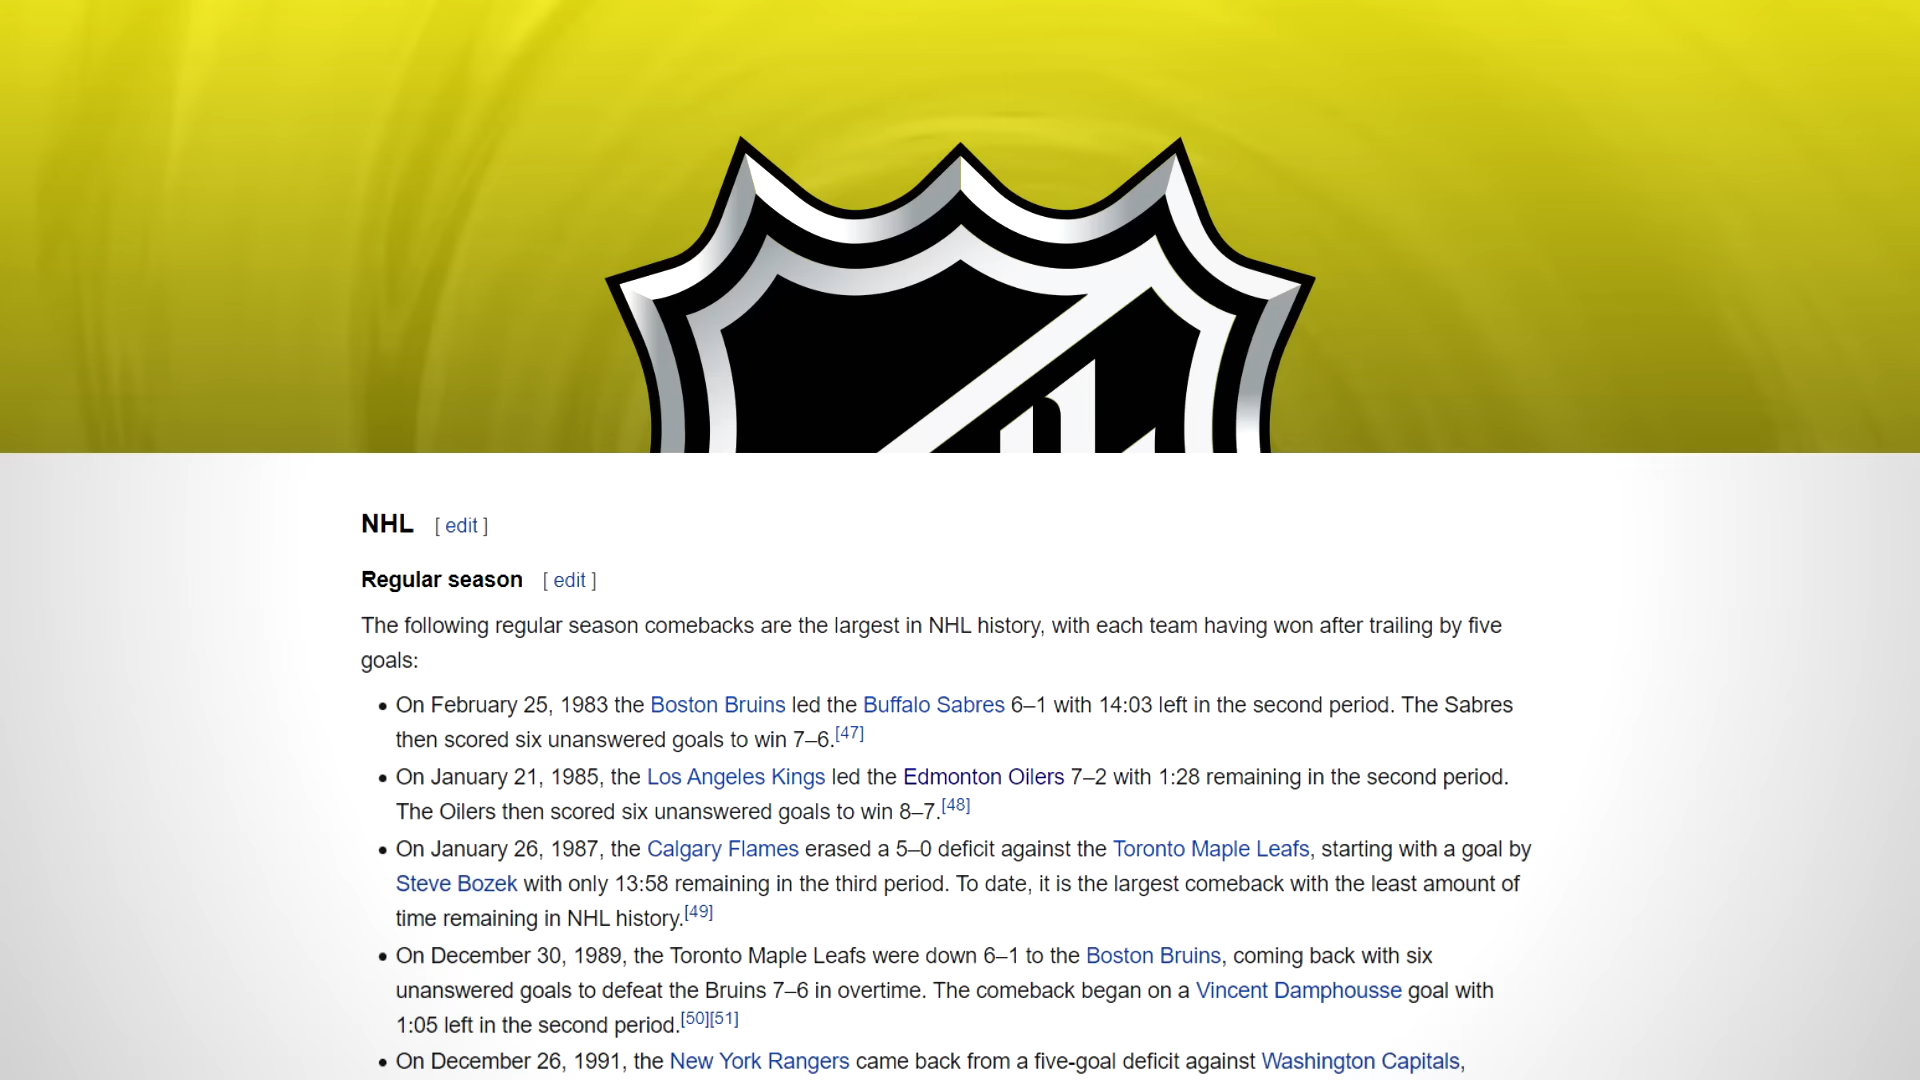 NHL [ edit ]
Regular season [ edit ]
The following regular season comebacks are the largest in NHL history, with each team having won after trailing by five
goals:
• On February 25, 1983 the Boston Bruins led the Buffalo Sabres 6–1 with 14:03 left in the second period. The Sabres
then scored six unanswered goals to win 7–6.[47]
• On January 21, 1985, the Los Angeles Kings led the Edmonton Oilers 7–2 with 1:28 remaining in the second period.
The Oilers then scored six unanswered goals to win 8–7.[48]
• On January 26, 1987, the Calgary Flames erased a 5–0 deficit against the Toronto Maple Leafs, starting with a goal by
Steve Bozek with only 13:58 remaining in the third period. To date, it is the largest comeback with the least amount of
time remaining in NHL history.[49]
• On December 30, 1989, the Toronto Maple Leafs were down 6–1 to the Boston Bruins, coming back with six
unanswered goals to defeat the Bruins 7–6 in overtime. The comeback began on a Vincent Damphousse goal with
1:05 left in the second period.[50][51]
• On December 26, 1991, the New York Rangers came back from a five-goal deficit against Washington Capitals,